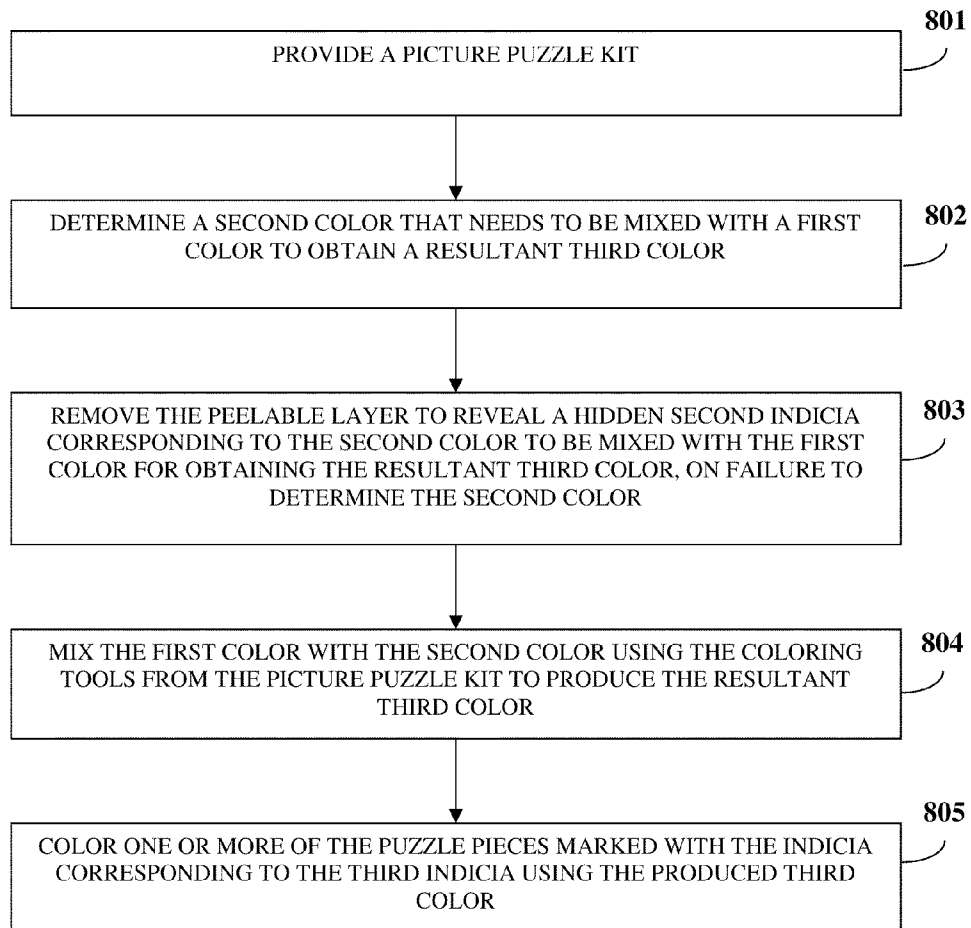 801
PROVIDE A PICTURE PUZZLE KIT
802
DETERMINE A SECOND COLOR THAT NEEDS TO BE MIXED WITH A FIRST
COLOR TO OBTAIN A RESULTANT THIRD COLOR
803
REMOVE THE PEELABLE LAYER TO REVEAL A HIDDEN SECOND INDICIA
CORRESPONDING TO THE SECOND COLOR TO BE MIXED WITH THE FIRST
COLOR FOR OBTAINING THE RESULTANT THIRD COLOR, ON FAILURE TO
DETERMINE THE SECOND COLOR
804
MIX THE FIRST COLOR WITH THE SECOND COLOR USING THE COLORING
TOOLS FROM THE PICTURE PUZZLE KIT TO PRODUCE THE RESULTANT
THIRD COLOR
805
COLOR ONE OR MORE OF THE PUZZLE PIECES MARKED WITH THE INDICIA
CORRESPONDING TO THE THIRD INDICIA USING THE PRODUCED THIRD
COLOR